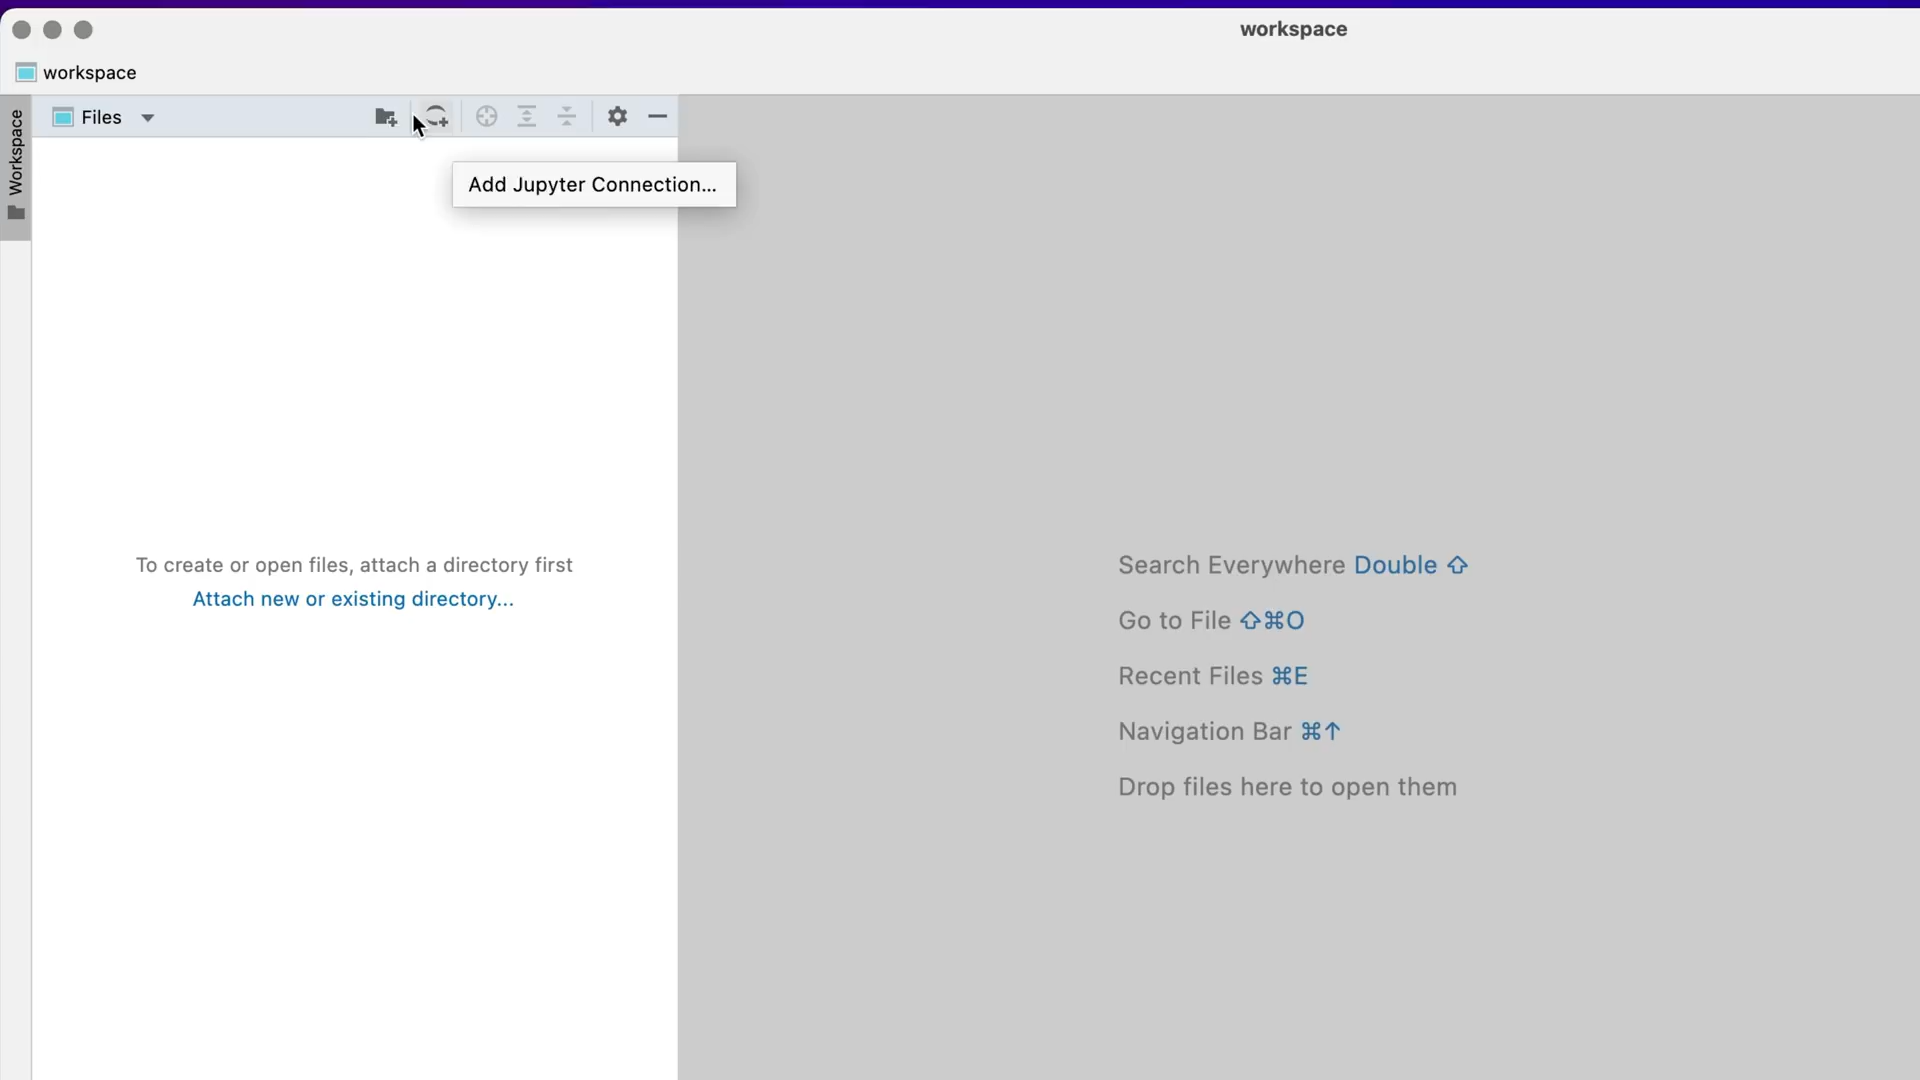 workspace
workspace
Workspace
Files
Add Jupyter Connection...
To create or open files, attach a directory first
Attach new or existing directory...
Search Everywhere Double ⇧
Go to File ⇧⌘O
Recent Files ⌘E
Navigation Bar ⌘↑
Drop files here to open them